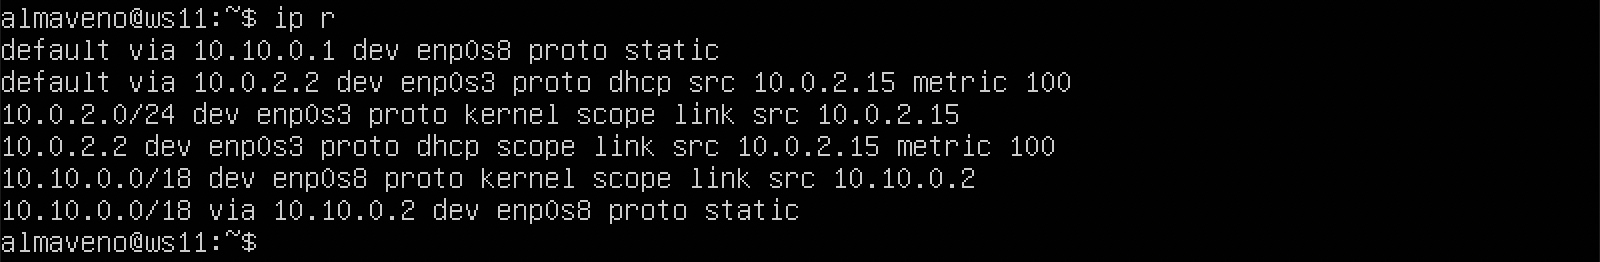 almaveno@ws11:~$ ip r
default via 10.10.0.1 dev enp0s8 proto static
default via 10.0.2.2 dev enp0s3 proto dhcp src 10.0.2.15 metric 100
10.0.2.0/24 dev enp0s3 proto kernel scope link src 10.0.2.15
10.0.2.2 dev enp0s3 proto dhcp scope link src 10.0.2.15 metric 100
10.10.0.0/18 dev enp0s8 proto kernel scope link src 10.10.0.2
10.10.0.0/18 via 10.10.0.2 dev enp0s8 proto static
almaveno@ws11:~$